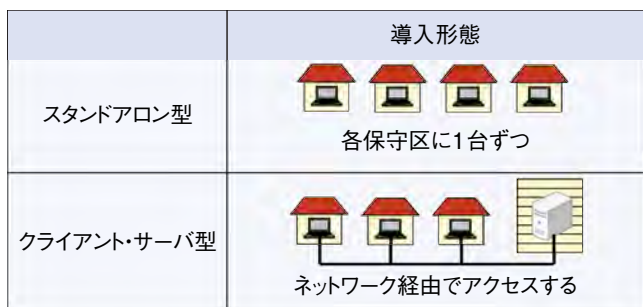 導入形態
スタンドアロン型
各保守区に1台ずつ
クライアント・サーバ型
ネットワーク経由でアクセスする